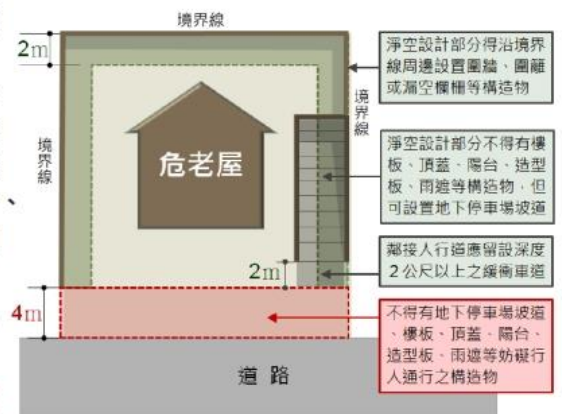 境界線
2m
淨空設計部分得沿境界
線周邊設置圍牆、圍籬
或漏空欄柵等構造物
境界線
境界線
危老屋
淨空設計部分不得有樓
板、頂蓋、陽台、造型
板、雨遮等構造物，但
可設置地下停車場坡道
、
鄰接人行道應留設深度
2公尺以上之緩衝車道
2m
4m
不得有地下停車場坡道
、樓板、頂蓋、陽台、
造型板、雨遮等妨礙行
人通行之構造物
道路